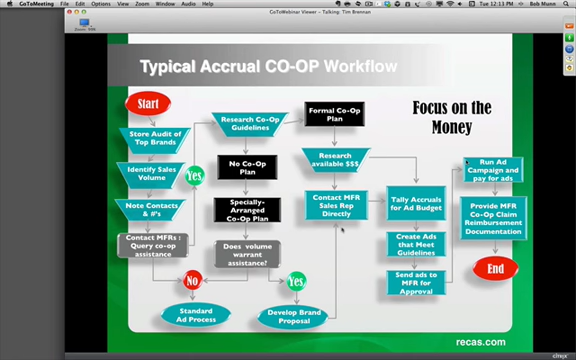 GoToMeeting File Edit Options View Zoom Window Audio Help
Tue 12:13 PM Bob Munn
GoToWebinar Viewer - Talking: Tim Brennan
Typical Accrual CO-OP Workflow
Focus on the
Money
Start
Store Audit of
Top Brands
Identify Sales
Volume
Note Contacts
& #'s
Contact MFRs :
Query co-op
assistance
Yes
No
Standard
Ad Process
Research Co-Op
Guidelines
No Co-Op
Plan
Specially-
Arranged
Co-Op Plan
Does volume
warrant
assistance?
Yes
Develop Brand
Proposal
Formal Co-Op
Plan
Research
available $$$
Contact MFR
Sales Rep
Directly
Tally Accruals
for Ad Budget
Create Ads
that Meet
Guidelines
Send ads to
MFR for
Approval
Run Ad
Campaign and
pay for ads
Provide MFR
Co-Op Claim
Reimbursement
Documentation
End
recas.com
CITRIX